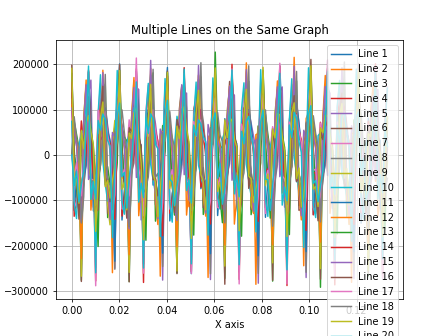 Multiple Lines on the Same Graph
200000
100000
0
−100000
−200000
−300000
0.00
0.02
0.04
0.06
0.08
0.10
X axis
Line 1
Line 2
Line 3
Line 4
Line 5
Line 6
Line 7
Line 8
Line 9
Line 10
Line 11
Line 12
Line 13
Line 14
Line 15
Line 16
Line 17
Line 18
Line 19
Line 20